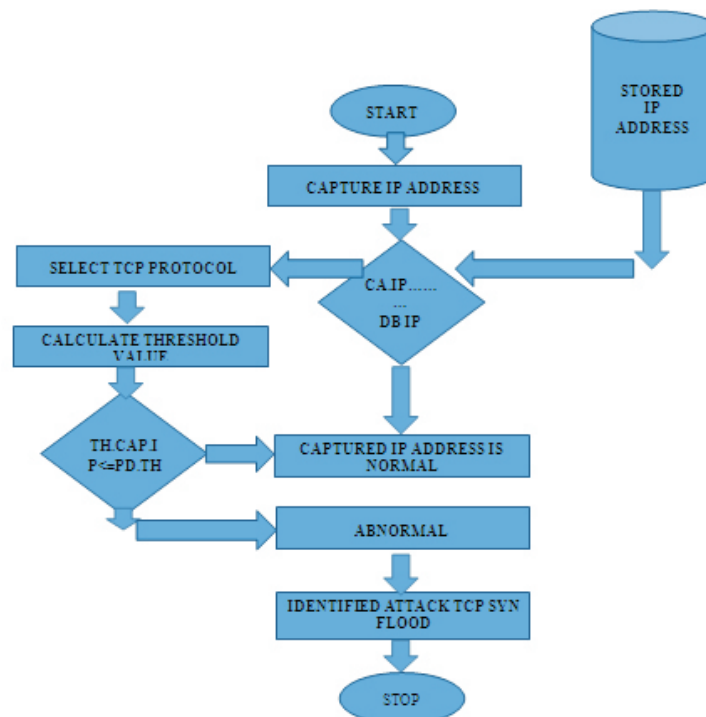 START
STORED
IP
ADDRESS
CAPTURE IP ADDRESS
SELECT TCP PROTOCOL
CA.IP......
...
DB IP
CALCULATE THRESHOLD
VALUE
TH.CAP.I
P<=PD.TH
CAPTURED IP ADDRESS IS
NORMAL
ABNORMAL
IDENTIFIED ATTACK TCP SYN
FLOOD
STOP